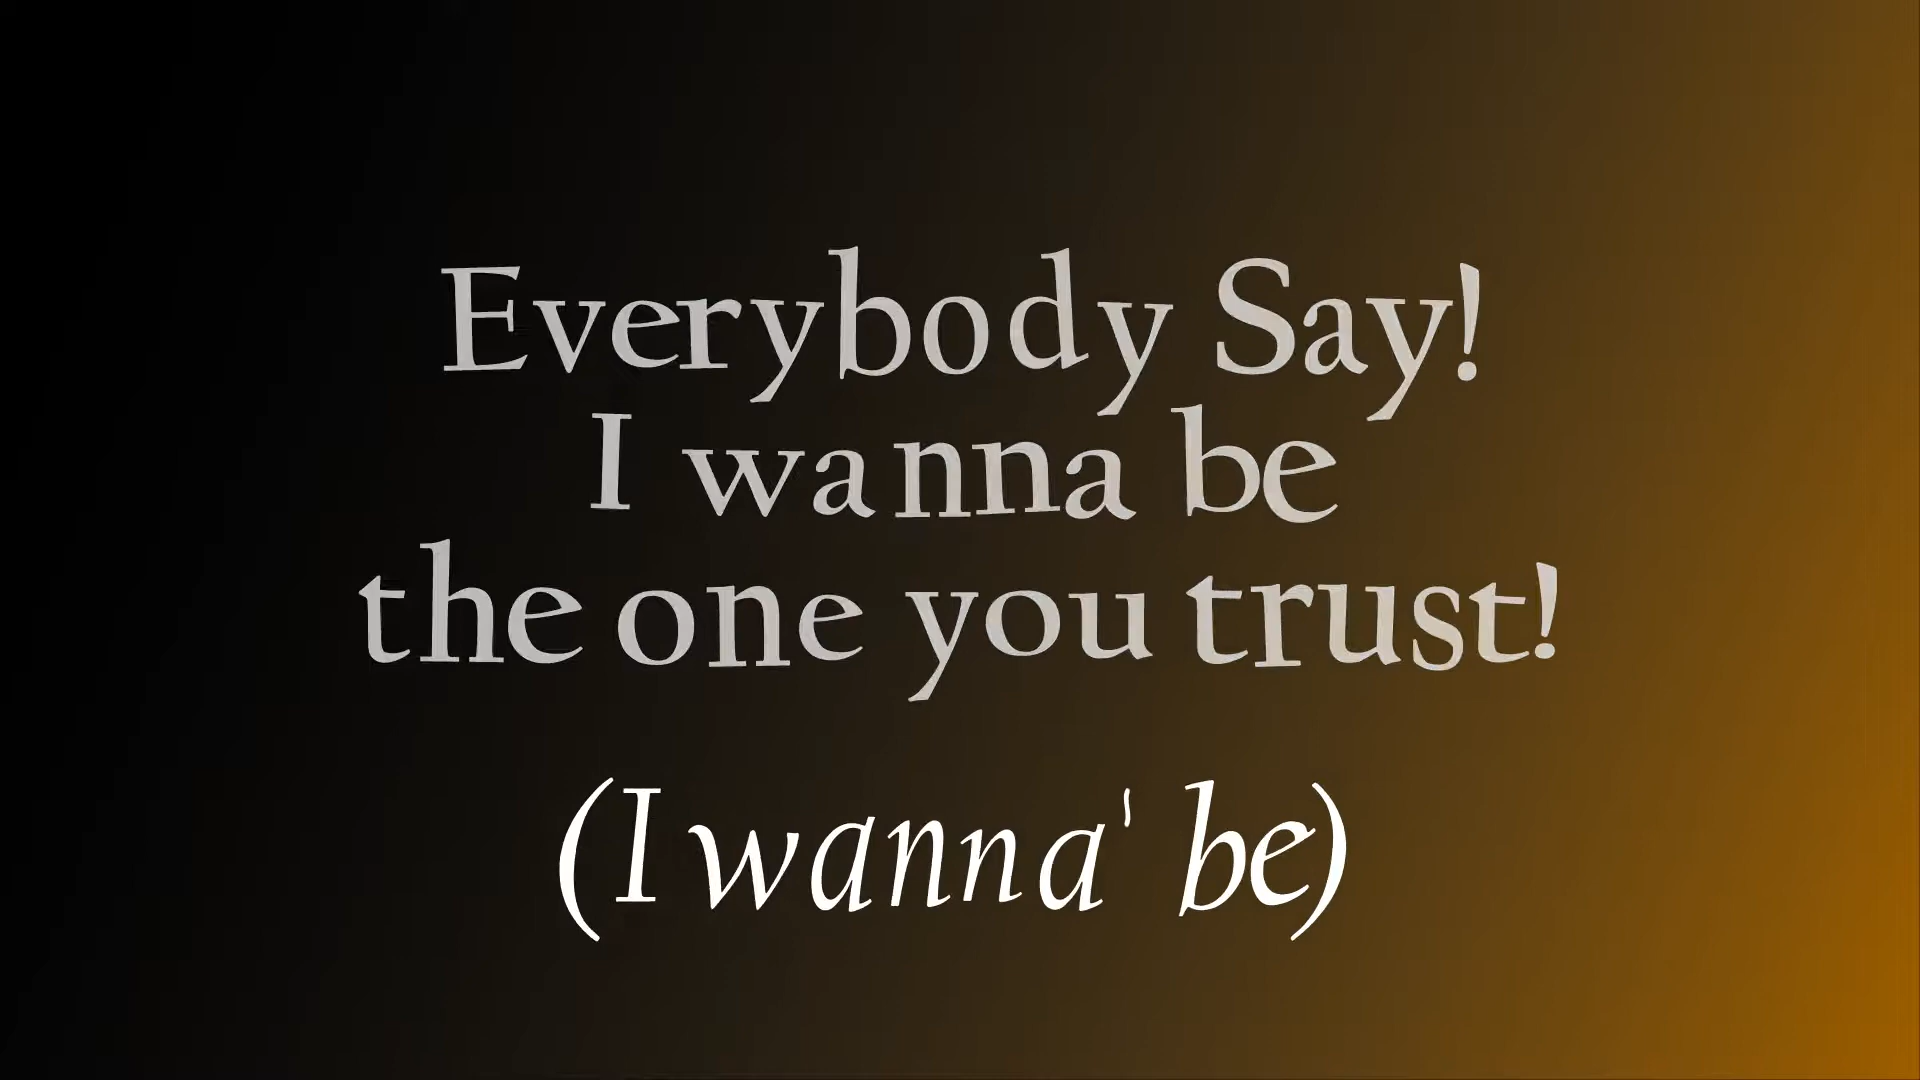 Everybody Say!
I wanna be
the one you trust!
(I wanna' be)